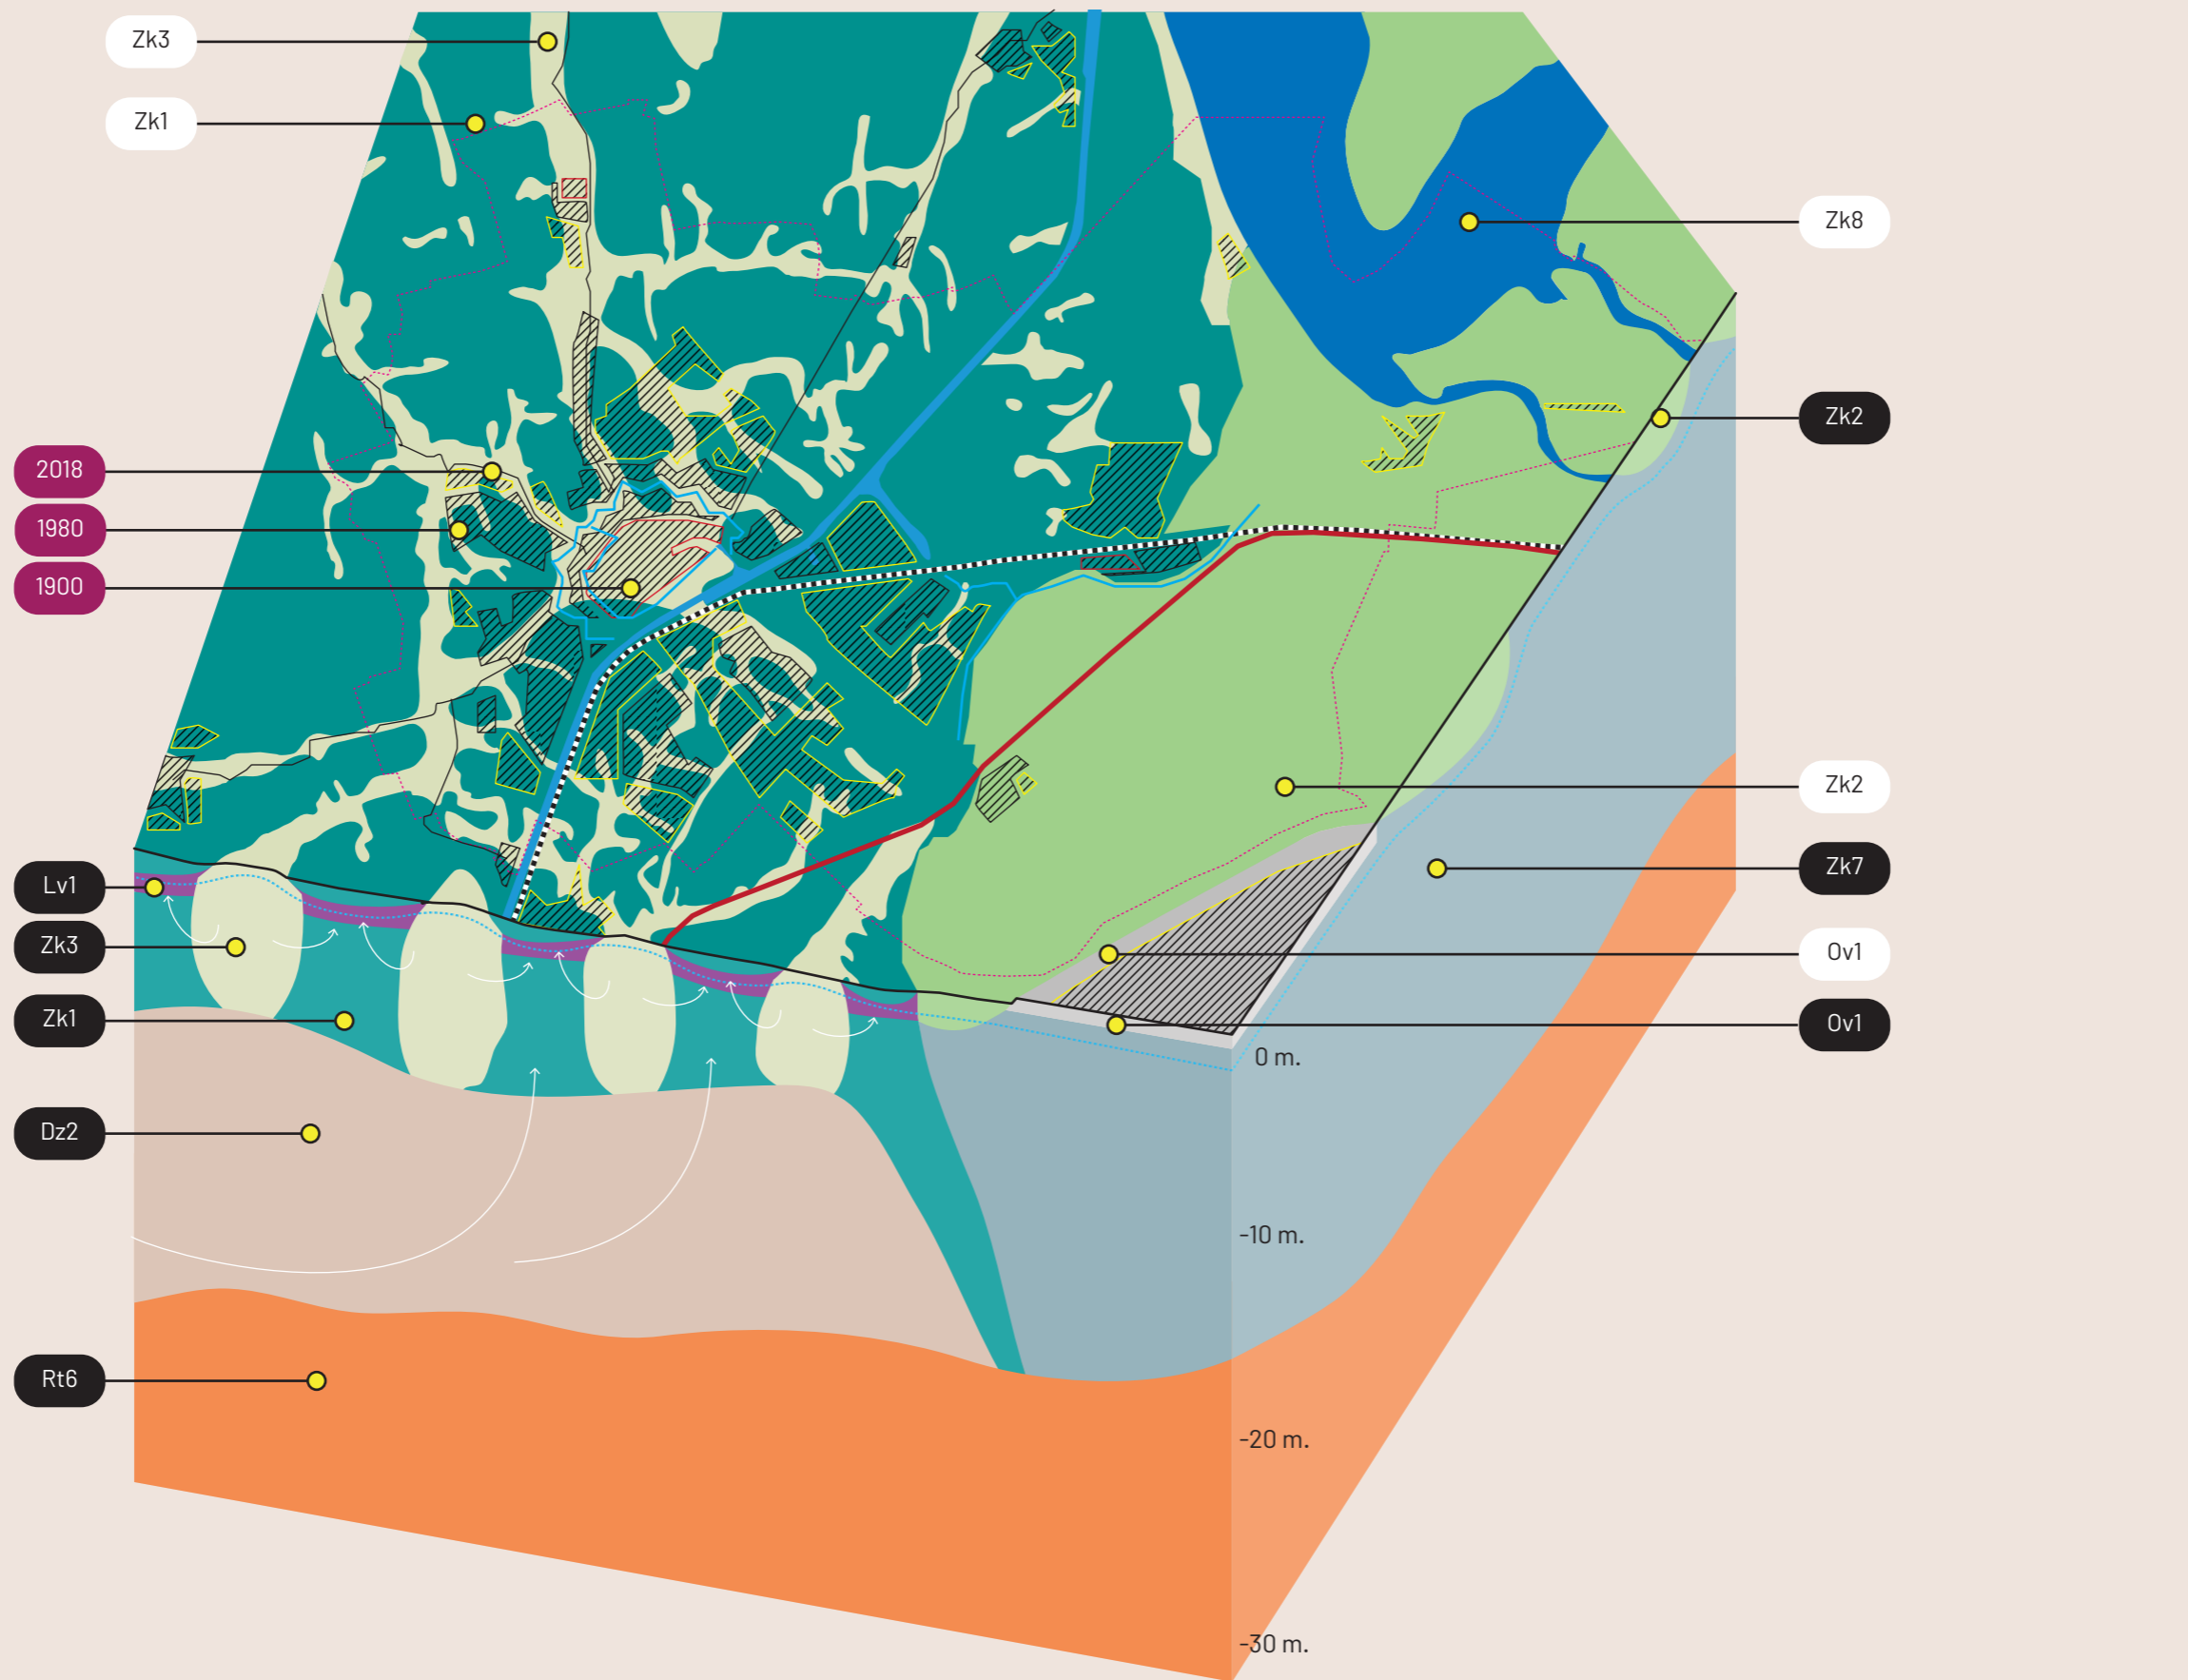 Zk3
Zk1
Zk8
Zk2
2018
1980
1900
Zk2
Zk7
Lv1
Zk3
Ov1
Zk1
Ov1
0 m.
Dz2
-10 m.
Rt6
-20 m.
-30 m.